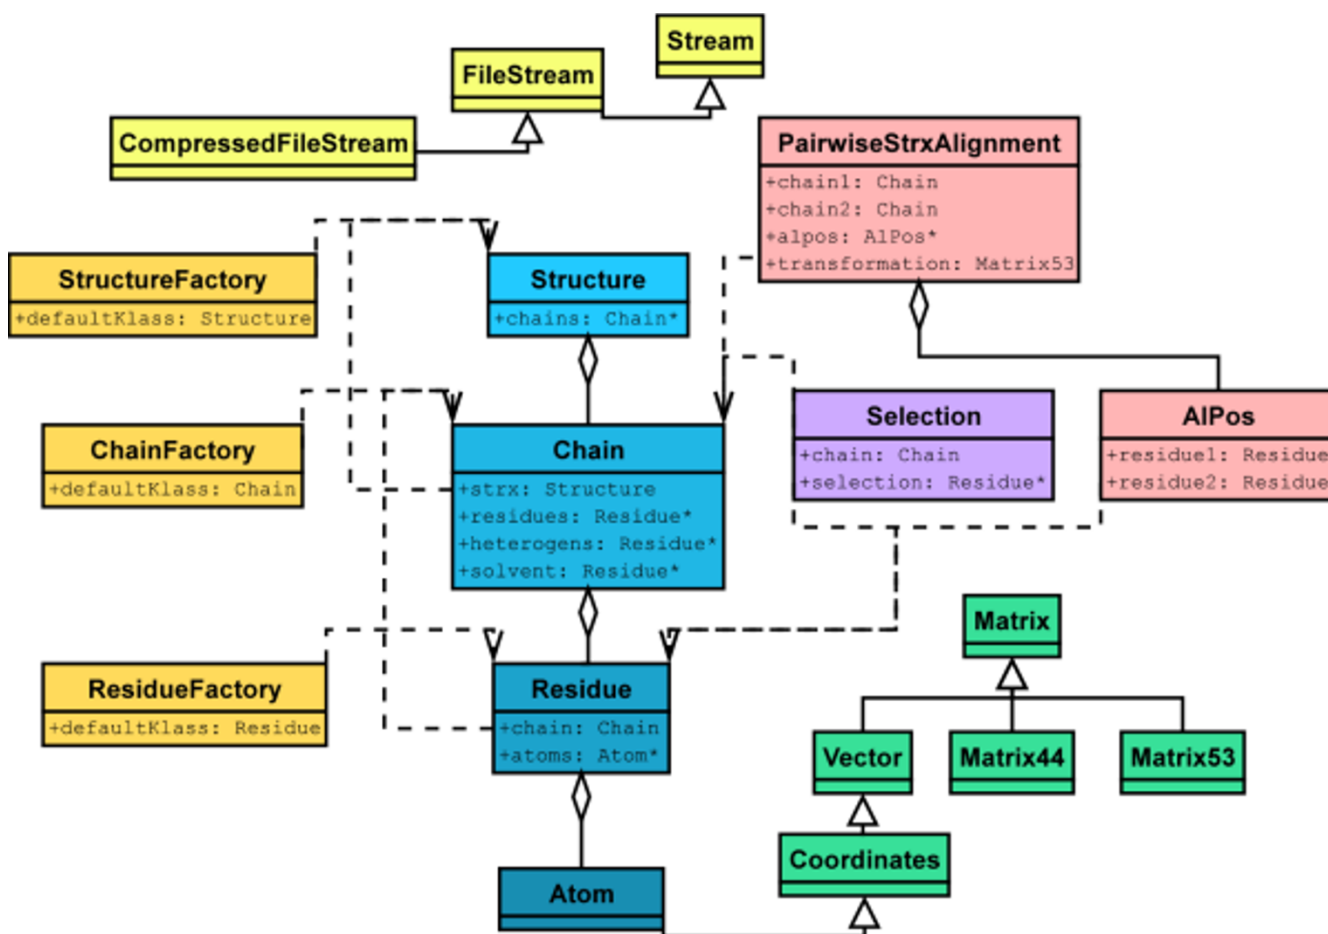 Stream
FileStream
CompressedFileStream
PairwiseStrxAlignment
+chain1: Chain
+chain2: Chain
+alpos: AlPos*
+transformation: Matrix53
StructureFactory
+defaultKlass: Structure
Structure
+chains: Chain*
ChainFactory
+defaultKlass: Chain
Chain
+strx: Structure
+residues: Residue*
+heterogens: Residue*
+solvent: Residue*
Selection
+chain: Chain
+selection: Residue*
AlPos
+residue1: Residue
+residue2: Residue
ResidueFactory
+defaultKlass: Residue
Residue
+chain: Chain
+atoms: Atom*
Matrix
Vector
Matrix44
Matrix53
Coordinates
Atom